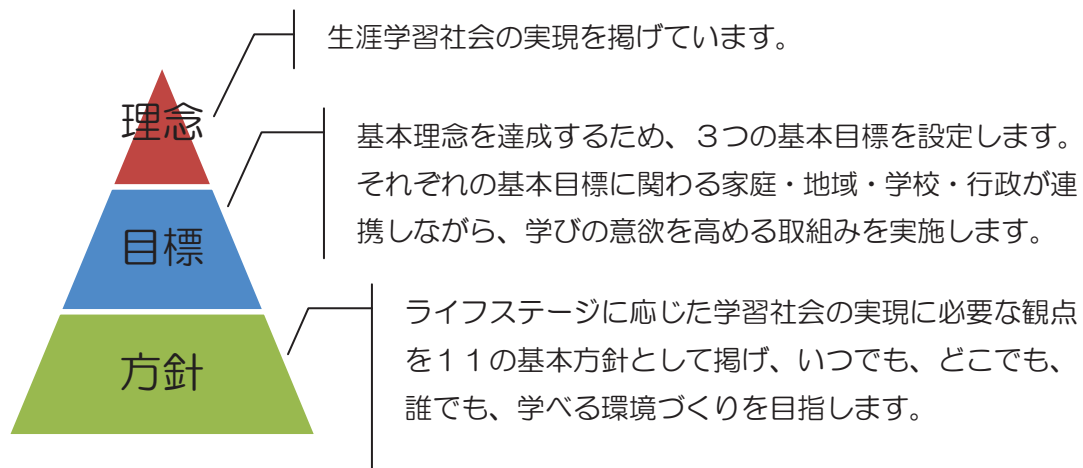 生涯学習社会の実現を掲げています。
理念
基本理念を達成するため、３つの基本目標を設定します。
それぞれの基本目標に関わる家庭・地域・学校・行政が連
携しながら、学びの意欲を高める取組みを実施します。
目標
ライフステージに応じた学習社会の実現に必要な観点
を１１の基本方針として掲げ、いつでも、どこでも、
誰でも、学べる環境づくりを目指します。
方針